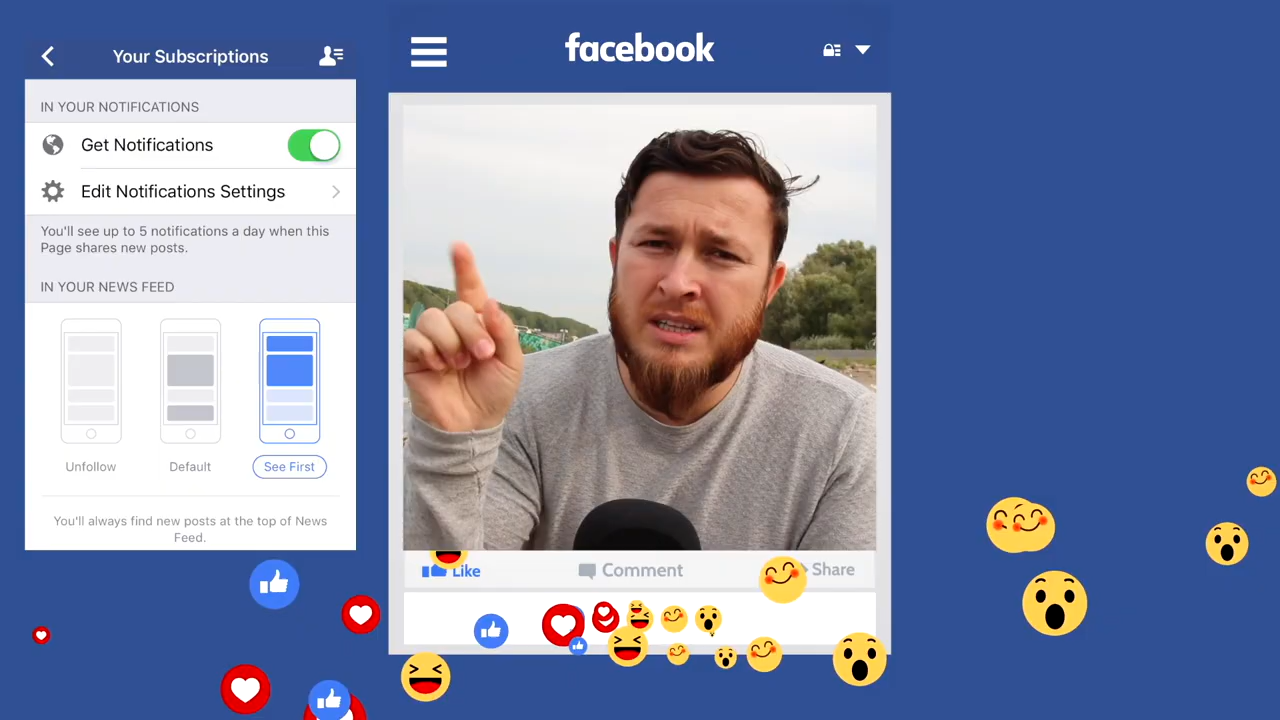 Your Subscriptions
IN YOUR NOTIFICATIONS
Get Notifications
Edit Notifications Settings
You'll see up to 5 notifications a day when this
Page shares new posts.
IN YOUR NEWS FEED
Unfollow
Default
See First
You'll always find new posts at the top of News
Feed.
facebook
Like
Comment
Share